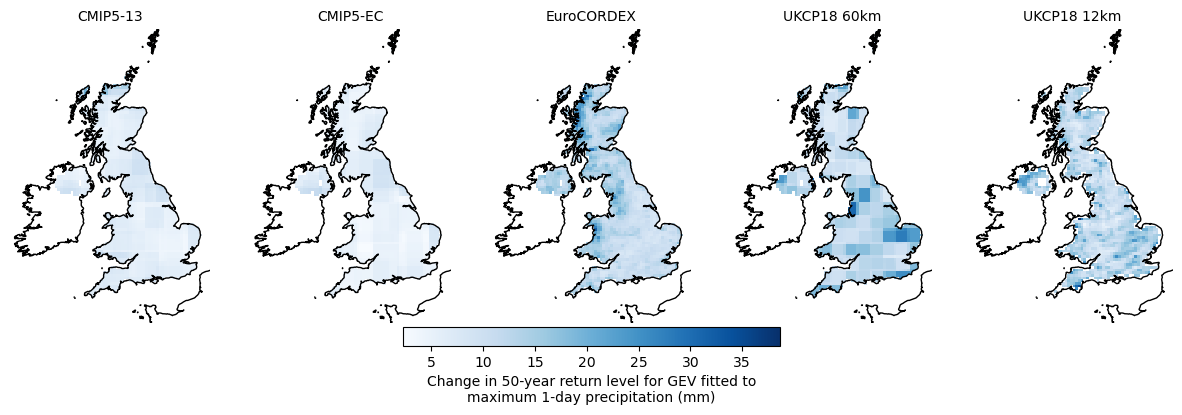 CMIP5-13
CMIP5-EC
EuroCORDEX
UKCP18 60km
UKCP18 12km
5
10
15
20
25
30
35
Change in 50-year return level for GEV fitted to
maximum 1-day precipitation (mm)